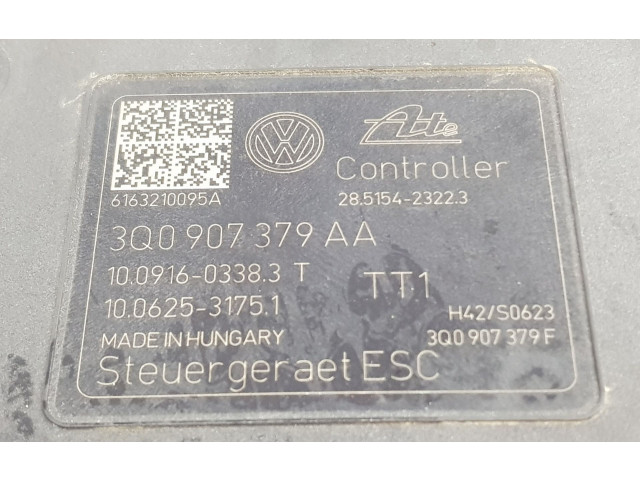 VW Ate
Controller
6163210095A 28.5154-2322.3
3Q0 907 379 AA
10.0916-0338.3 T TT1
10.0625-3175.1 H42/S0623
MADE IN HUNGARY 3Q0 907 379 F
Steuergeraet ESC